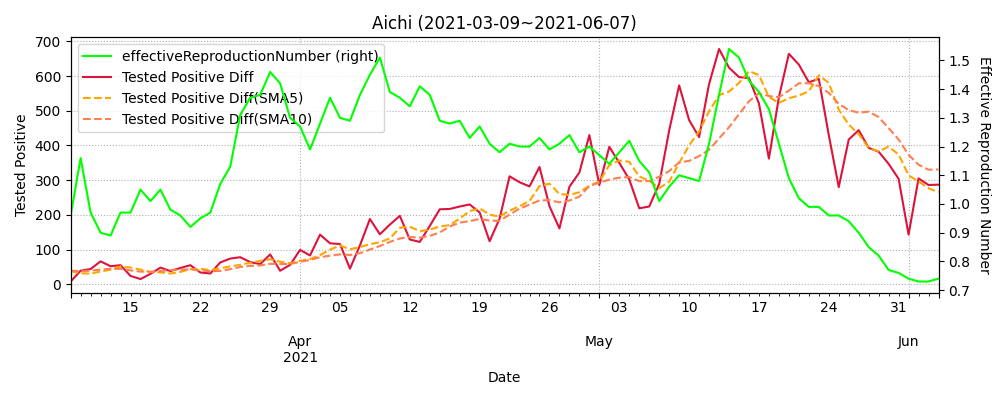 Aichi (2021-03-09~2021-06-07)
effectiveReproductionNumber (right)
Tested Positive Diff
Tested Positive Diff(SMA5)
Tested Positive Diff(SMA10)
Tested Positive
700
600
500
400
300
200
100
0
1.5
1.4
1.3
1.2
1.1
1.0
0.9
0.8
0.7
Effective Reproduction Number
15 22 29 05 12 19 26 03 10 17 24 31
Apr May Jun
2021
Date